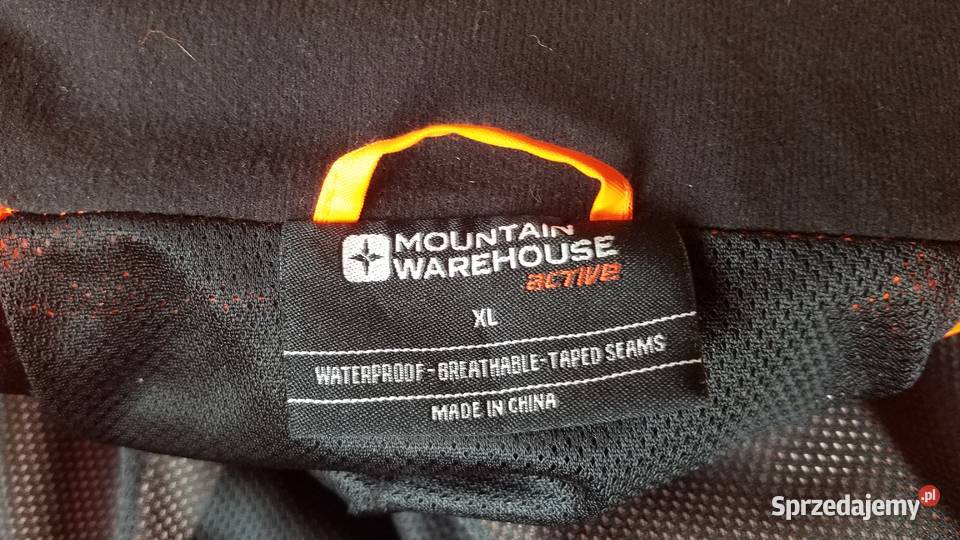 MOUNTAIN
WAREHOUSE
active
XL
WATERPROOF-BREATHABLE-TAPED SEAMS
MADE IN CHINA
Sprzedajemy.pl